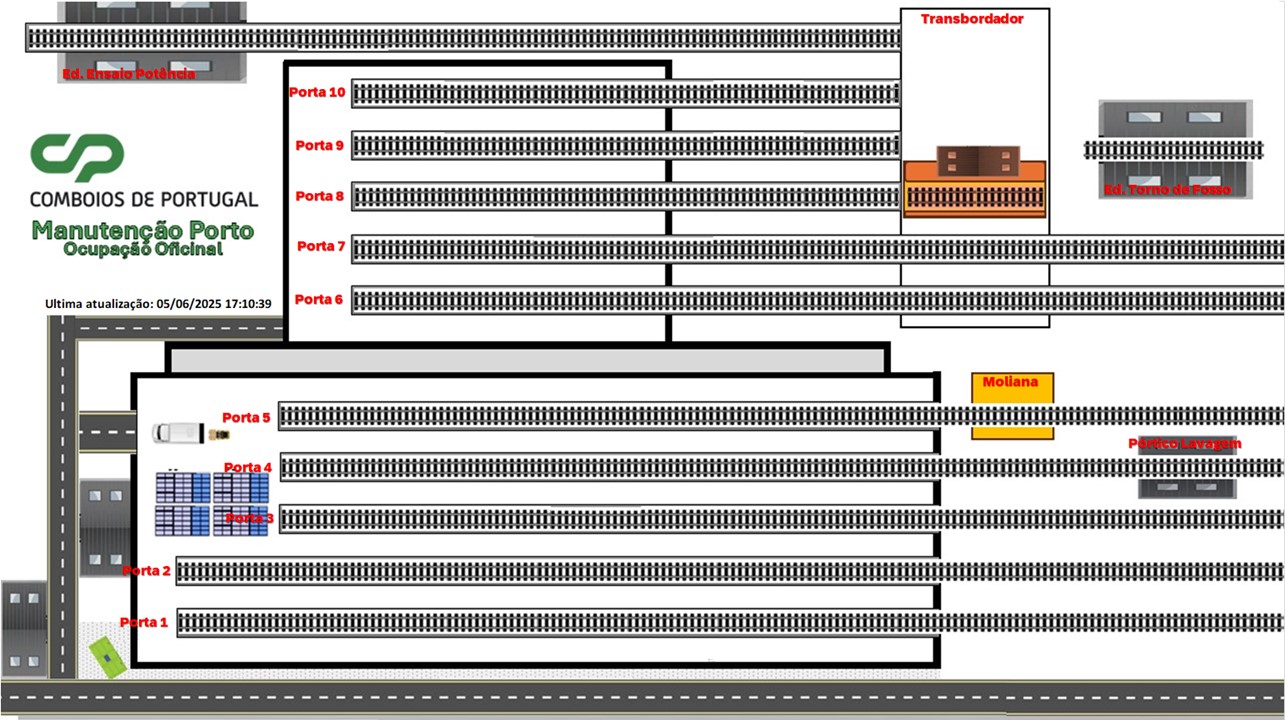 Transbordador
Ed. Ensaio Potência
Porta 10
Porta 9
COMBOIOS DE PORTUGAL
Porta 8
Ed. Torno de Fosso
Manutenção Porto
Ocupação Oficinal
Porta 7
Ultima atualização: 05/06/2025 17:10:39
Porta 6
Moliana
Porta 5
Pórtico Lavagem
Porta 4
Porta 3
Porta 2
Porta 1